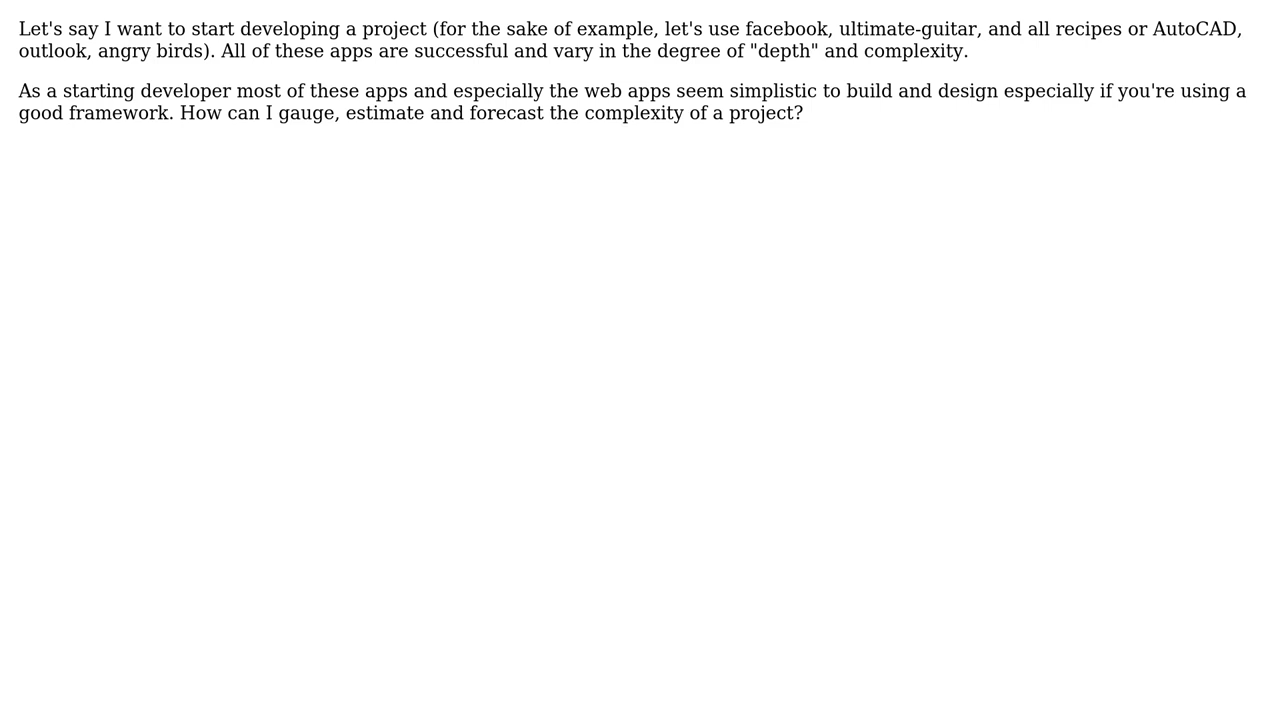 Let's say I want to start developing a project (for the sake of example, let's use facebook, ultimate-guitar, and all recipes or AutoCAD,
outlook, angry birds). All of these apps are successful and vary in the degree of "depth" and complexity.
As a starting developer most of these apps and especially the web apps seem simplistic to build and design especially if you're using a
good framework. How can I gauge, estimate and forecast the complexity of a project?